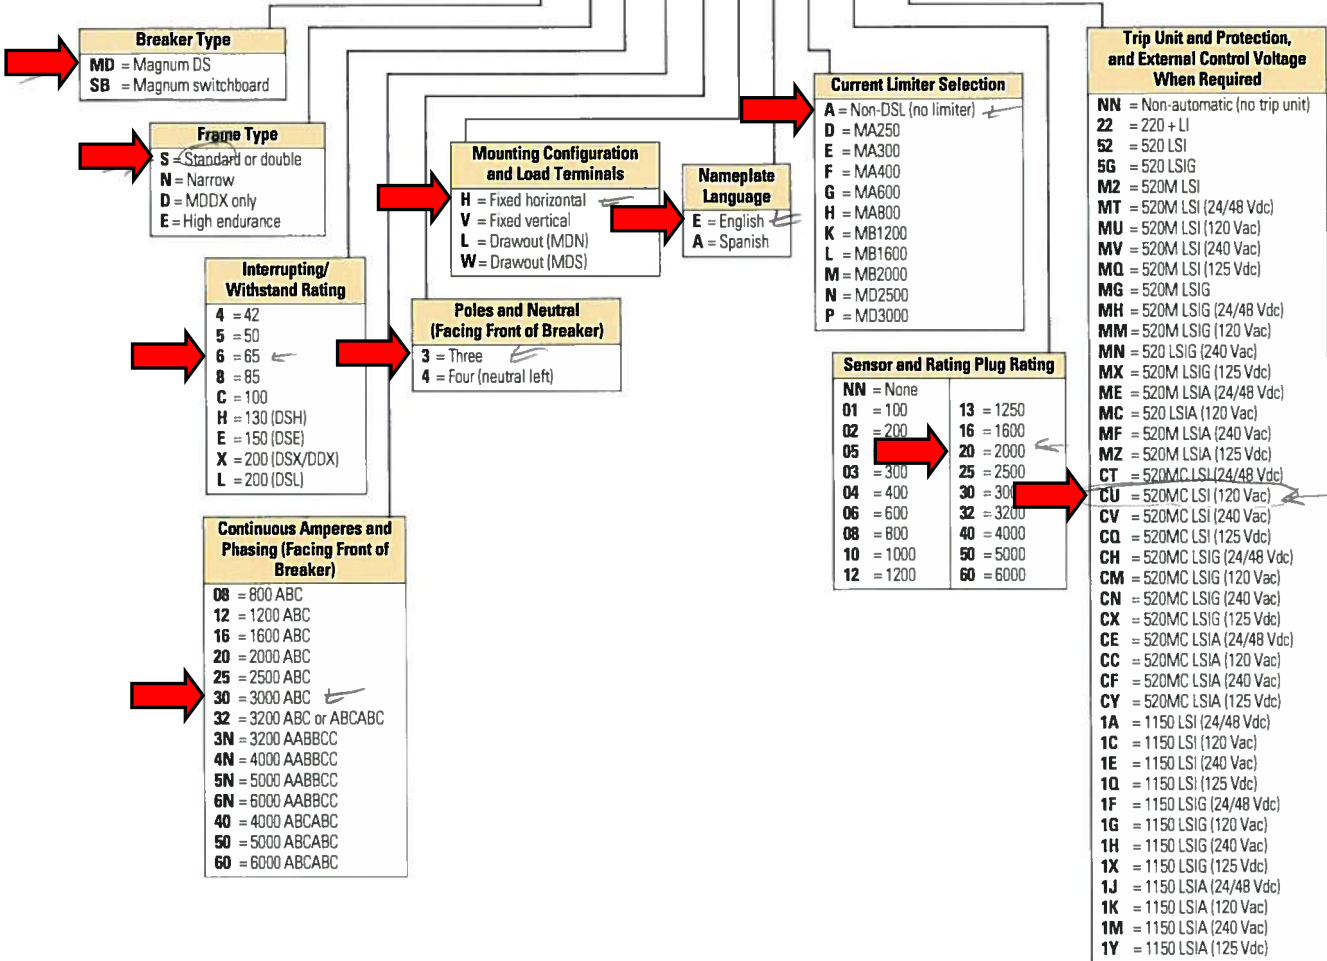 Breaker Type
MD = Magnum DS
SB = Magnum switchboard
Frame Type
S = Standard or double
N = Narrow
D = MDDX only
E = High endurance
Interrupting/
Withstand Rating
4 = 42
5 = 50
6 = 65
8 = 85
C = 100
H = 130 (DSH)
E = 150 (DSE)
X = 200 (DSX/DDX)
L = 200 (DSL)
Continuous Amperes and
Phasing (Facing Front of
Breaker)
08 = 800 ABC
12 = 1200 ABC
16 = 1600 ABC
20 = 2000 ABC
25 = 2500 ABC
30 = 3000 ABC
32 = 3200 ABC or ABCABC
3N = 3200 AABBCC
4N = 4000 AABBCC
5N = 5000 AABBCC
6N = 6000 AABBCC
40 = 4000 ABCABC
50 = 5000 ABCABC
60 = 6000 ABCABC
Poles and Neutral
(Facing Front of Breaker)
3 = Three
4 = Four (neutral left)
Mounting Configuration
and Load Terminals
H = Fixed horizontal
V = Fixed vertical
L = Drawout (MDN)
W = Drawout (MDS)
Nameplate
Language
E = English
A = Spanish
Current Limiter Selection
A = Non-DSL (no limiter)
D = MA250
E = MA300
F = MA400
G = MA600
H = MA800
K = MB1200
L = MB1600
M = MB2000
N = MD2500
P = MD3000
Sensor and Rating Plug Rating
NN = None
01 = 100
02 = 200
05
03 = 300
04 = 400
06 = 600
08 = 800
10 = 1000
12 = 1200
13 = 1250
16 = 1600
20 = 2000
25 = 2500
30 = 300
32 = 3200
40 = 4000
50 = 5000
60 = 6000
Trip Unit and Protection,
and External Control Voltage
When Required
NN = Non-automatic (no trip unit)
22 = 220 + LI
52 = 520 LSI
5G = 520 LSIG
M2 = 520M LSI
MT = 520M LSI (24/48 Vdc)
MU = 520M LSI (120 Vac)
MV = 520M LSI (240 Vac)
MQ = 520M LSI (125 Vdc)
MG = 520M LSIG
MH = 520M LSIG (24/48 Vdc)
MM = 520M LSIG (120 Vac)
MN = 520 LSIG (240 Vac)
MX = 520M LSIG (125 Vdc)
ME = 520M LSIA (24/48 Vdc)
MC = 520 LSIA (120 Vac)
MF = 520M LSIA (240 Vac)
MZ = 520M LSIA (125 Vdc)
CT = 520MC LSI (24/48 Vdc)
CU = 520MC LSI (120 Vac)
CV = 520MC LSI (240 Vac)
CQ = 520MC LSI (125 Vdc)
CH = 520MC LSIG (24/48 Vdc)
CM = 520MC LSIG (120 Vac)
CN = 520MC LSIG (240 Vac)
CX = 520MC LSIG (125 Vdc)
CE = 520MC LSIA (24/48 Vdc)
CC = 520MC LSIA (120 Vac)
CF = 520MC LSIA (240 Vac)
CY = 520MC LSIA (125 Vdc)
1A = 1150 LSI (24/48 Vdc)
1C = 1150 LSI (120 Vac)
1E = 1150 LSI (240 Vac)
1Q = 1150 LSI (125 Vdc)
1F = 1150 LSIG (24/48 Vdc)
1G = 1150 LSIG (120 Vac)
1H = 1150 LSIG (240 Vac)
1X = 1150 LSIG (125 Vdc)
1J = 1150 LSIA (24/48 Vdc)
1K = 1150 LSIA (120 Vac)
1M = 1150 LSIA (240 Vac)
1Y = 1150 LSIA (125 Vdc)